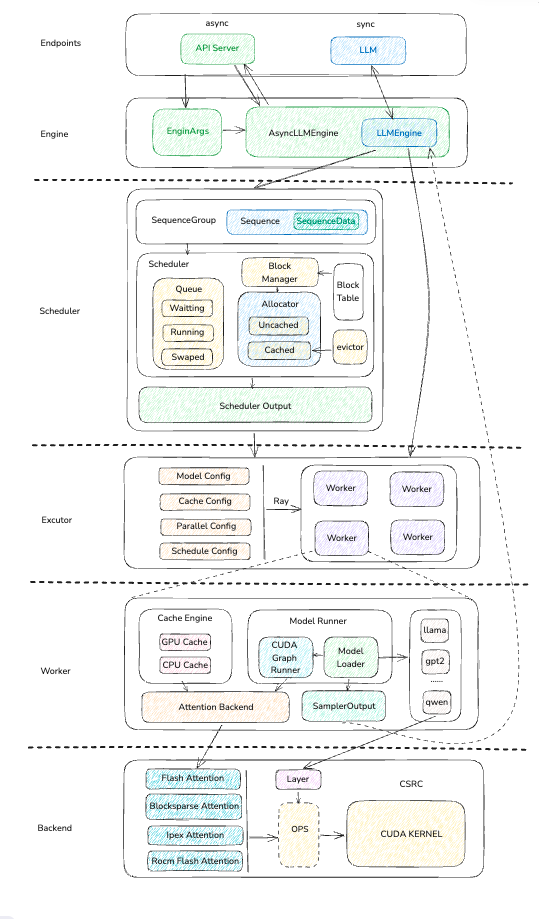 async
sync
Endpoints
API Server
LLM
Engine
EnginArgs
AsyncLLMEngine
LLMEngine
SequenceGroup
Sequence
SequenceData
Scheduler
Scheduler
Queue
Waitting
Running
Swaped
Block
Manager
Allocator
Uncached
Cached
Block
Table
evictor
Scheduler Output
Excutor
Model Config
Cache Config
Parallel Config
Schedule Config
Ray
Worker
Worker
Worker
Worker
Worker
Cache Engine
GPU Cache
CPU Cache
Model Runner
CUDA
Graph
Runner
Model
Loader
llama
gpt2
......
qwen
Attention Backend
SamplerOutput
Backend
Flash Attention
Blocksparse Attention
Ipex Attention
Rocm Flash Attention
Layer
OPS
CSRC
CUDA KERNEL